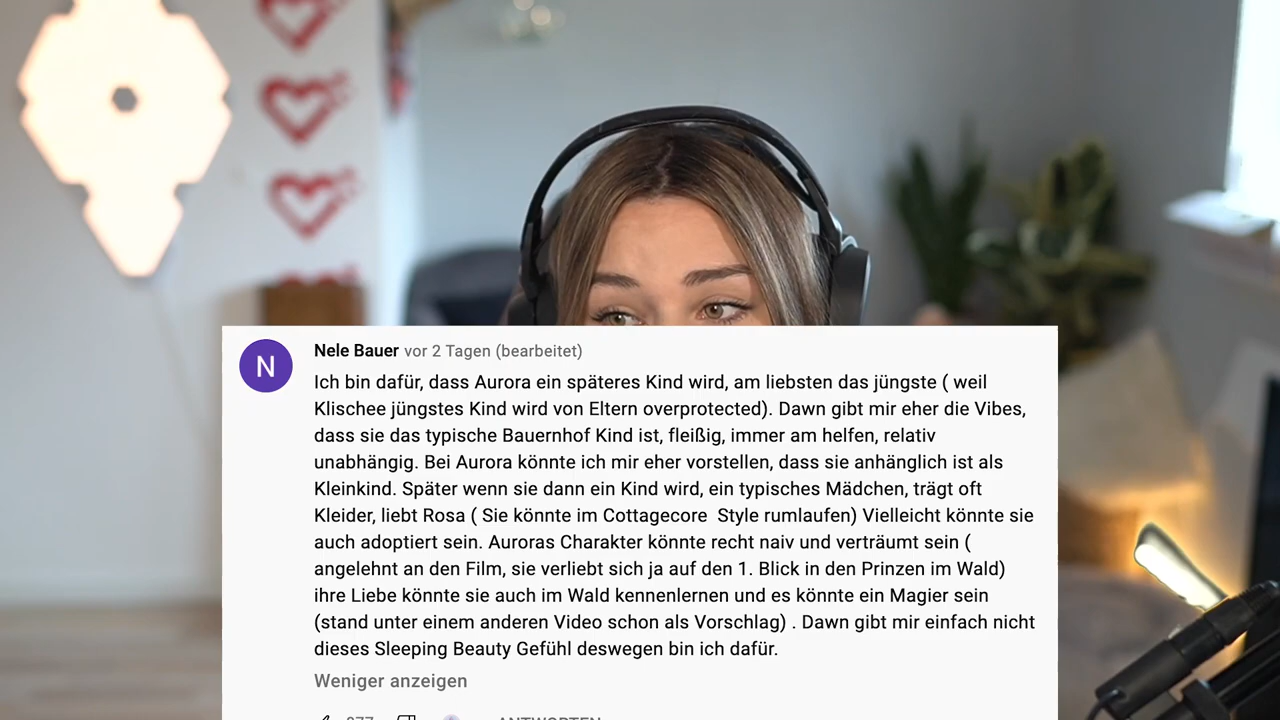 N
Nele Bauer vor 2 Tagen (bearbeitet)
Ich bin dafür, dass Aurora ein späteres Kind wird, am liebsten das jüngste ( weil
Klischee jüngstes Kind wird von Eltern overprotected). Dawn gibt mir eher die Vibes,
dass sie das typische Bauernhof Kind ist, fleißig, immer am helfen, relativ
unabhängig. Bei Aurora könnte ich mir eher vorstellen, dass sie anhänglich ist als
Kleinkind. Später wenn sie dann ein Kind wird, ein typisches Mädchen, trägt oft
Kleider, liebt Rosa ( Sie könnte im Cottagecore  Style rumlaufen) Vielleicht könnte sie
auch adoptiert sein. Auroras Charakter könnte recht naiv und verträumt sein (
angelehnt an den Film, sie verliebt sich ja auf den 1. Blick in den Prinzen im Wald)
ihre Liebe könnte sie auch im Wald kennenlernen und es könnte ein Magier sein
(stand unter einem anderen Video schon als Vorschlag) . Dawn gibt mir einfach nicht
dieses Sleeping Beauty Gefühl deswegen bin ich dafür.
Weniger anzeigen
ANTWORTEN